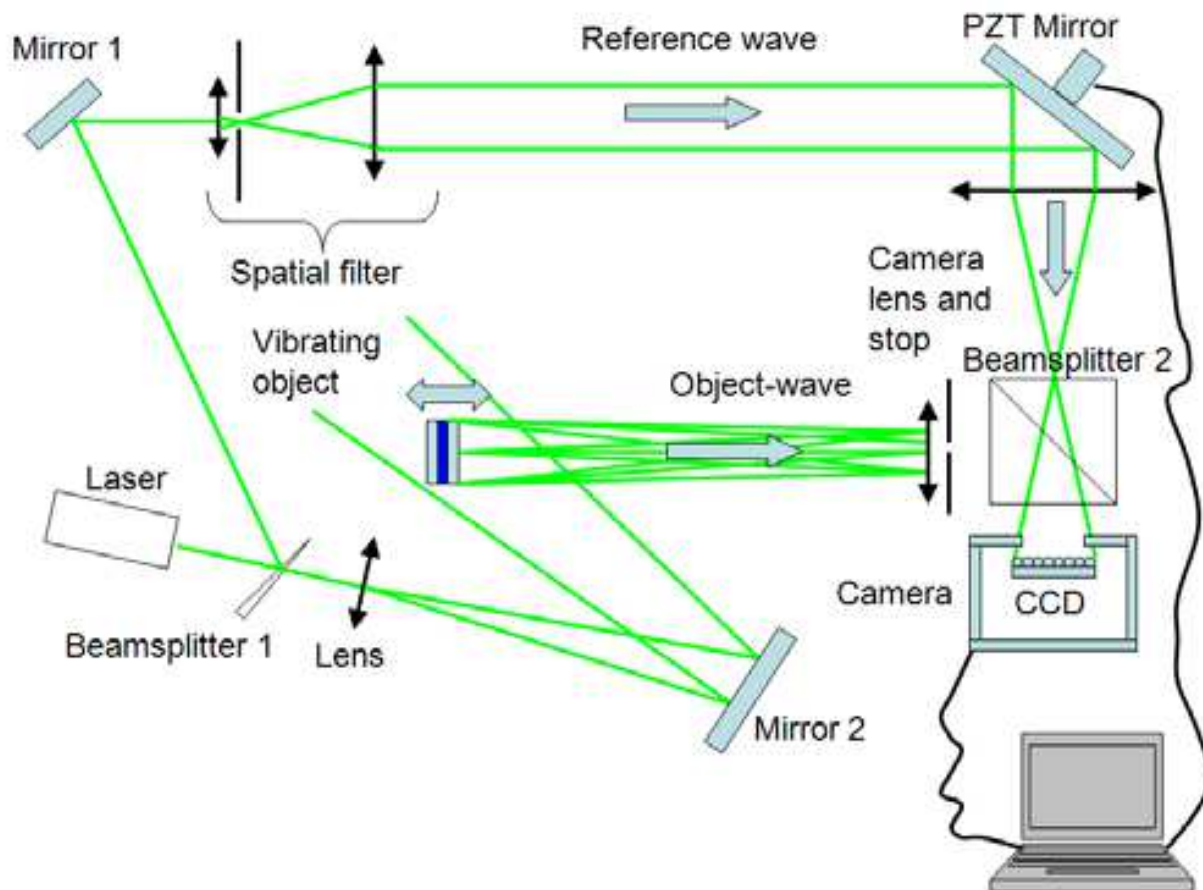 Mirror 1
Reference wave
PZT Mirror
Spatial filter
Camera
lens and
stop
Vibrating
object
Object-wave
Beamsplitter 2
Laser
Beamsplitter 1
Lens
Mirror 2
Camera
CCD